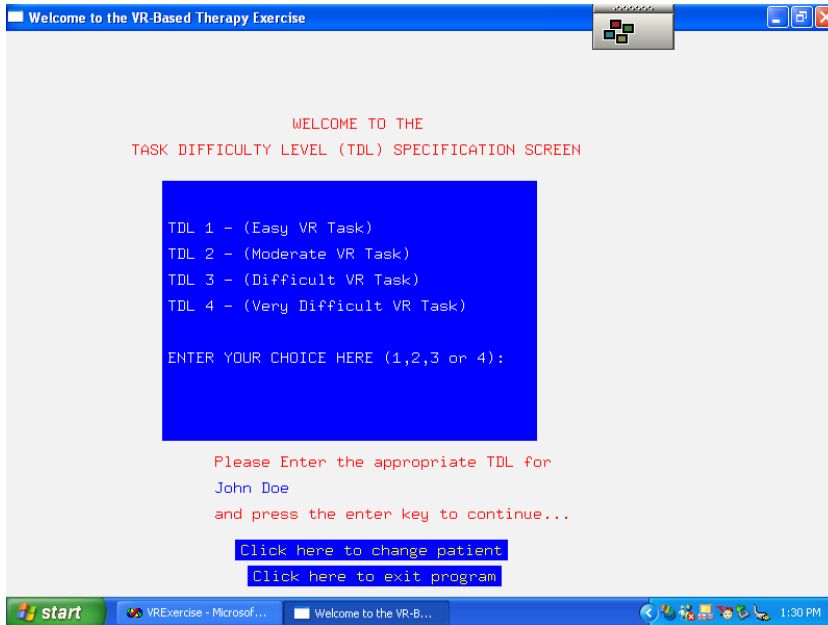 Welcome to the VR-Based Therapy Exercise
WELCOME TO THE
TASK DIFFICULTY LEVEL (TDL) SPECIFICATION SCREEN
TDL 1 - (Easy VR Task)
TDL 2 - (Moderate VR Task)
TDL 3 - (Difficult VR Task)
TDL 4 - (Very Difficult VR Task)
ENTER YOUR CHOICE HERE (1,2,3 or 4):
Please Enter the appropriate TDL for
John Doe
and press the enter key to continue...
Click here to change patient
Click here to exit program
start
VRExercise - Microsof...
Welcome to the VR-B...
1:30 PM